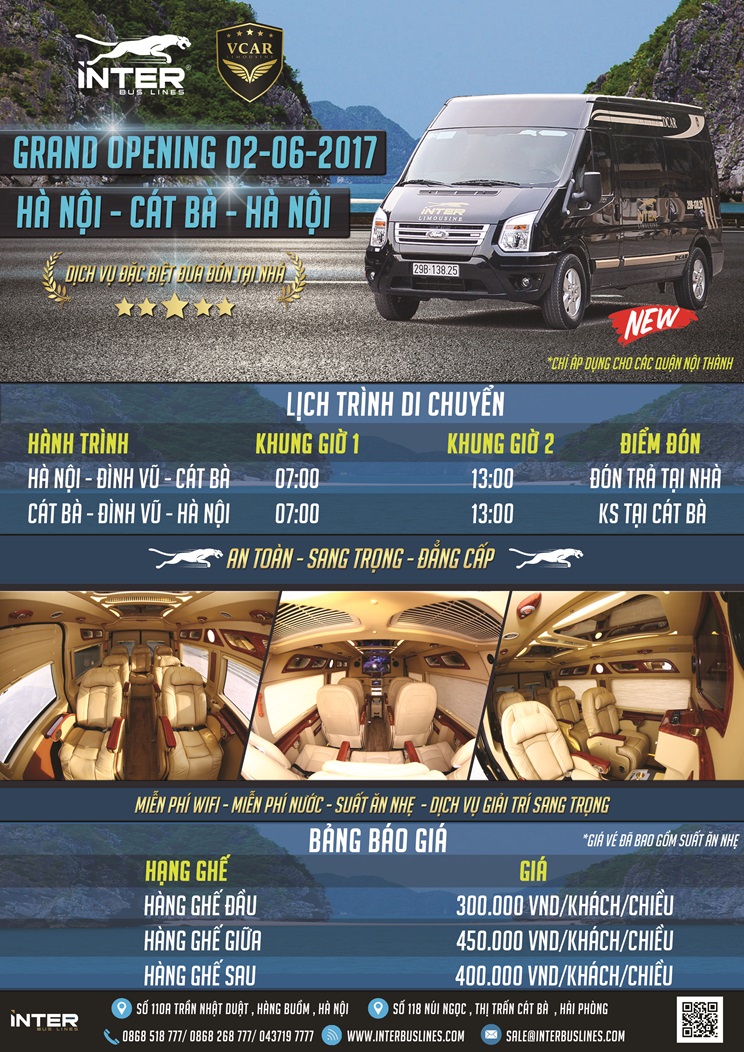 INTER®
BUS LINES
VCAR
LIMOUSINE
GRAND OPENING 02-06-2017
HÀ NỘI - CÁT BÀ - HÀ NỘI
DỊCH VỤ ĐẶC BIỆT ĐƯA ĐÓN TẠI NHÀ
DCAR
INTER
LIMOUSINE
29B-138.25
DCAR
NEW
*CHỈ ÁP DỤNG CHO CÁC QUẬN NỘI THÀNH
LỊCH TRÌNH DI CHUYỂN
HÀNH TRÌNH KHUNG GIỜ 1 KHUNG GIỜ 2 ĐIỂM ĐÓN
HÀ NỘI - ĐÌNH VŨ - CÁT BÀ 07:00 13:00 ĐÓN TRẢ TẠI NHÀ
CÁT BÀ - ĐÌNH VŨ - HÀ NỘI 07:00 13:00 KS TẠI CÁT BÀ
AN TOÀN - SANG TRỌNG - ĐẲNG CẤP
MIỄN PHÍ WIFI - MIỄN PHÍ NƯỚC - SUẤT ĂN NHẸ - DỊCH VỤ GIẢI TRÍ SANG TRỌNG
BẢNG BÁO GIÁ *GIÁ VÉ ĐÃ BAO GỒM SUẤT ĂN NHẸ
HẠNG GHẾ GIÁ
HÀNG GHẾ ĐẦU 300.000 VND/KHÁCH/CHIỀU
HÀNG GHẾ GIỮA 450.000 VND/KHÁCH/CHIỀU
HÀNG GHẾ SAU 400.000 VND/KHÁCH/CHIỀU
INTER
BUS LINES
SỐ 110A TRẦN NHẬT DUẬT , HÀNG BUỒM , HÀ NỘI SỐ 118 NÚI NGỌC , THỊ TRẤN CÁT BÀ , HẢI PHÒNG
0868 518 777/ 0868 268 777/ 043719 7777 WWW.INTERBUSLINES.COM SALE@INTERBUSLINES.COM